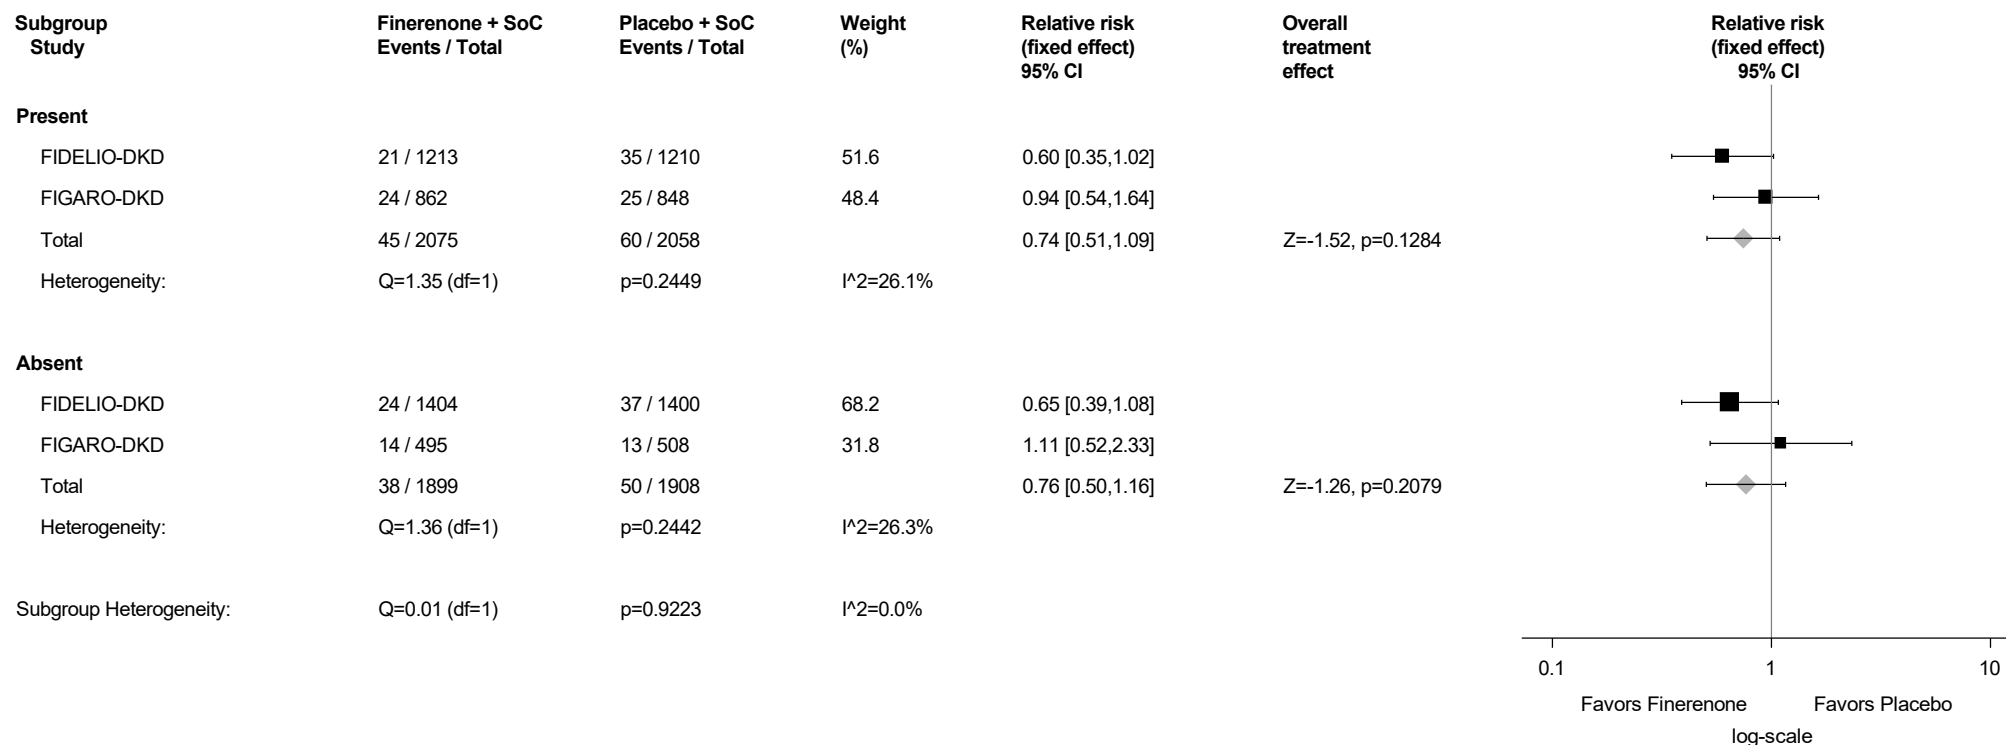 Subgroup Finerenone + SoC Placebo + SoC Weight Relative risk Overall Relative risk
Study Events / Total Events / Total (%) (fixed effect) treatment (fixed effect)
95% CI effect 95% CI
Present
FIDELIO-DKD 21 / 1213 35 / 1210 51.6 0.60 [0.35,1.02]
FIGARO-DKD 24 / 862 25 / 848 48.4 0.94 [0.54,1.64]
Total 45 / 2075 60 / 2058 0.74 [0.51,1.09] Z=-1.52, p=0.1284
Heterogeneity: Q=1.35 (df=1) p=0.2449 I^2=26.1%
Absent
FIDELIO-DKD 24 / 1404 37 / 1400 68.2 0.65 [0.39,1.08]
FIGARO-DKD 14 / 495 13 / 508 31.8 1.11 [0.52,2.33]
Total 38 / 1899 50 / 1908 0.76 [0.50,1.16] Z=-1.26, p=0.2079
Heterogeneity: Q=1.36 (df=1) p=0.2442 I^2=26.3%
Subgroup Heterogeneity: Q=0.01 (df=1) p=0.9223 I^2=0.0%
0.1 1 10
Favors Finerenone Favors Placebo
log-scale